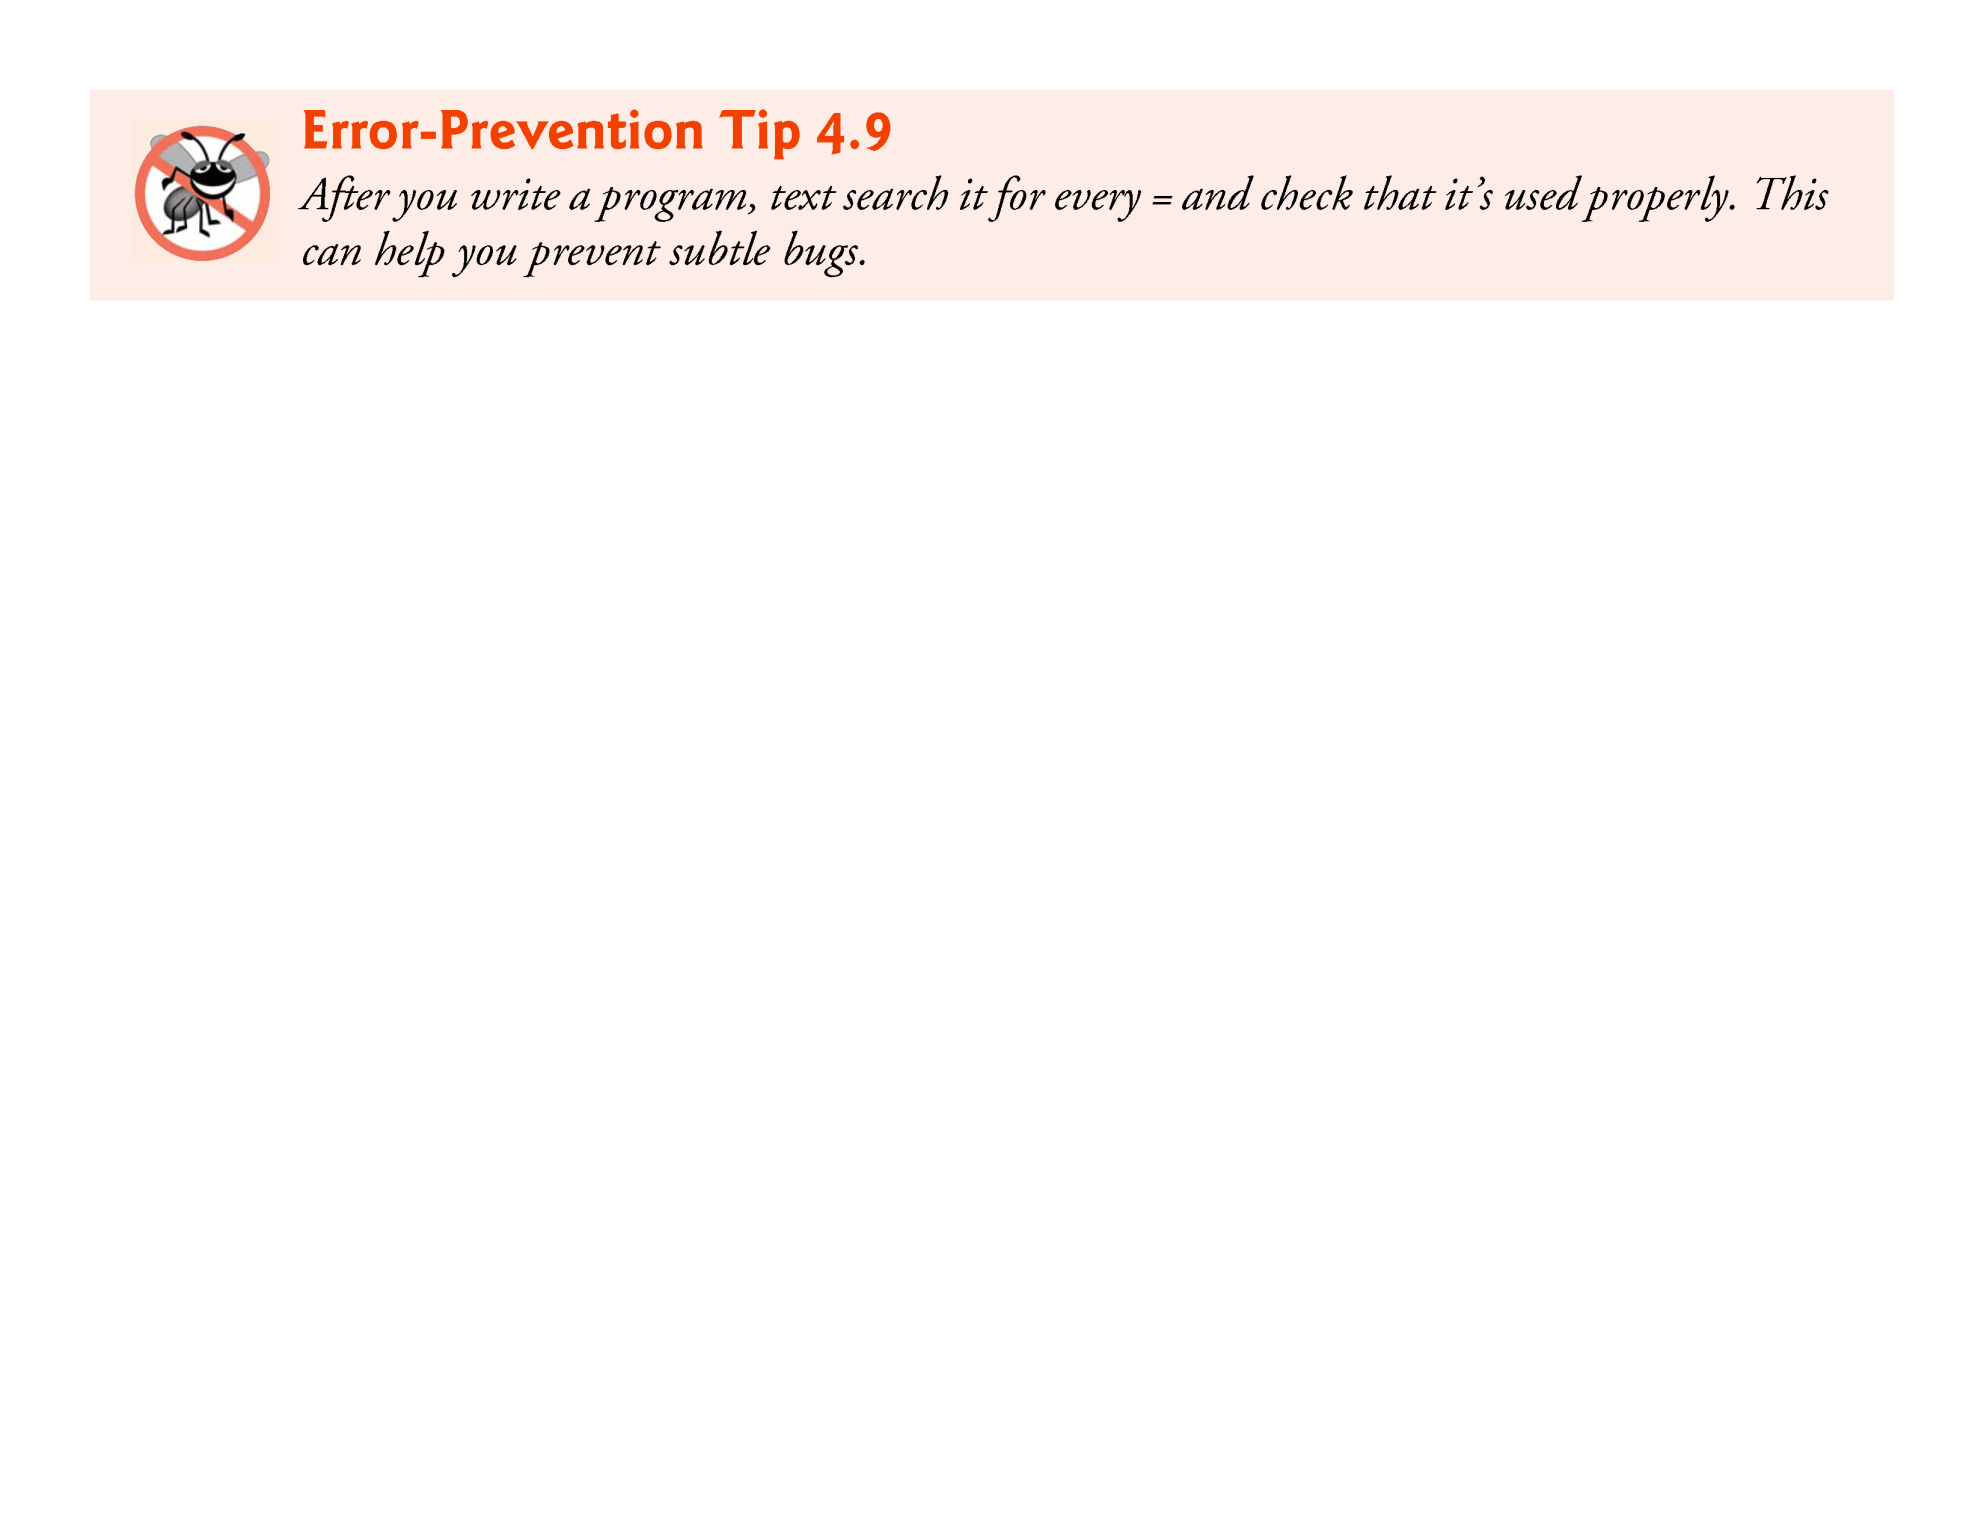 Error-Prevention Tip 4.9
After you write a program, text search it for every = and check that it’s used properly. This
can help you prevent subtle bugs.